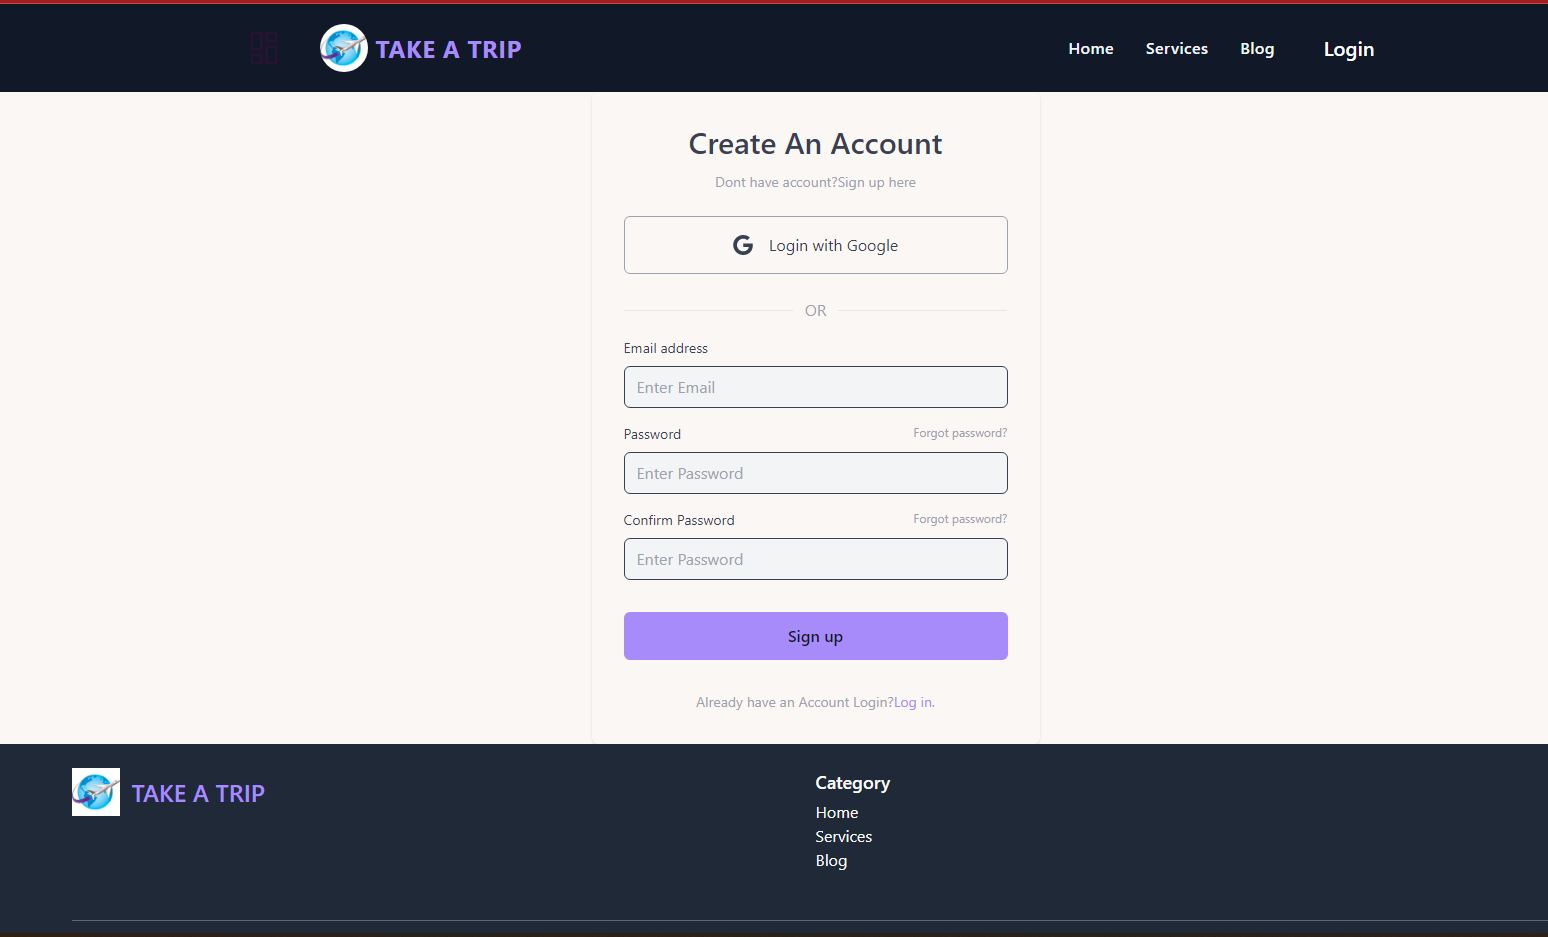 TAKE A TRIP
Home Services Blog Login
Create An Account
Dont have account?Sign up here
Login with Google
OR
Email address
Enter Email
Password Forgot password?
Enter Password
Confirm Password Forgot password?
Enter Password
Sign up
Already have an Account Login?Log in.
TAKE A TRIP
Category
Home
Services
Blog